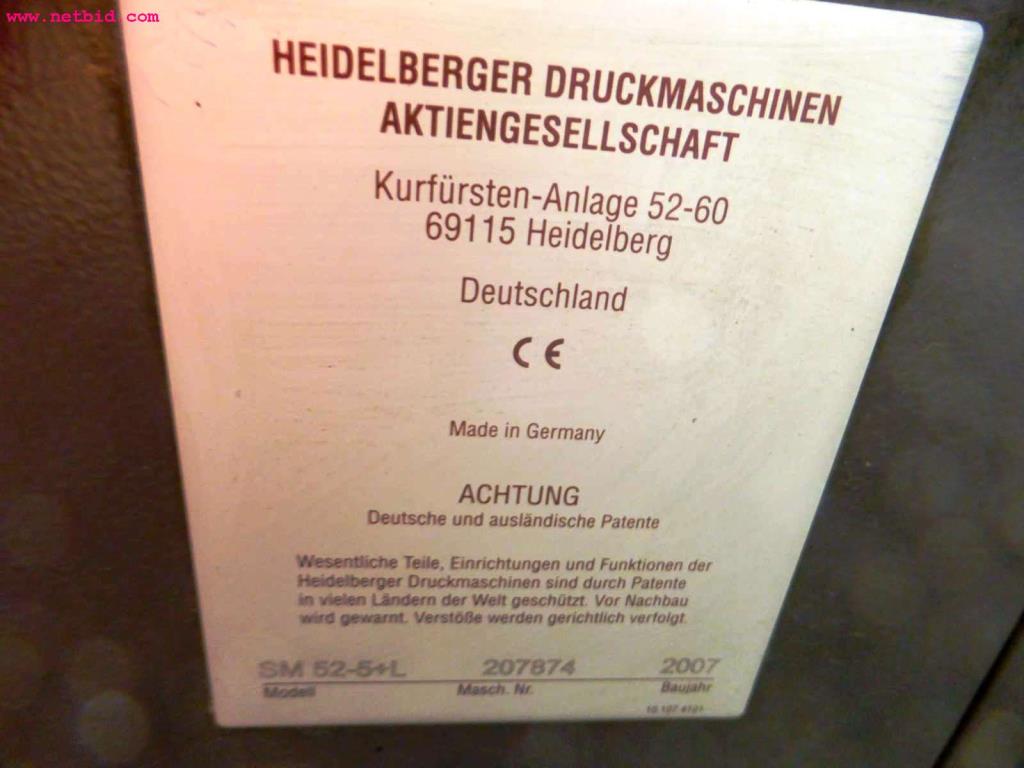 www.netbid.com
HEIDELBERGER DRUCKMASCHINEN
AKTIENGESELLSCHAFT
Kurfürsten-Anlage 52-60
69115 Heidelberg
Deutschland
CE
Made in Germany
ACHTUNG
Deutsche und ausländische Patente
Wesentliche Teile, Einrichtungen und Funktionen der
Heidelberger Druckmaschinen sind durch Patente
in vielen Ländern der Welt geschützt. Vor Nachbau
wird gewarnt. Verstöße werden gerichtlich verfolgt.
SM 52-5+L 207874 2007
Modell Masch. Nr. Baujahr